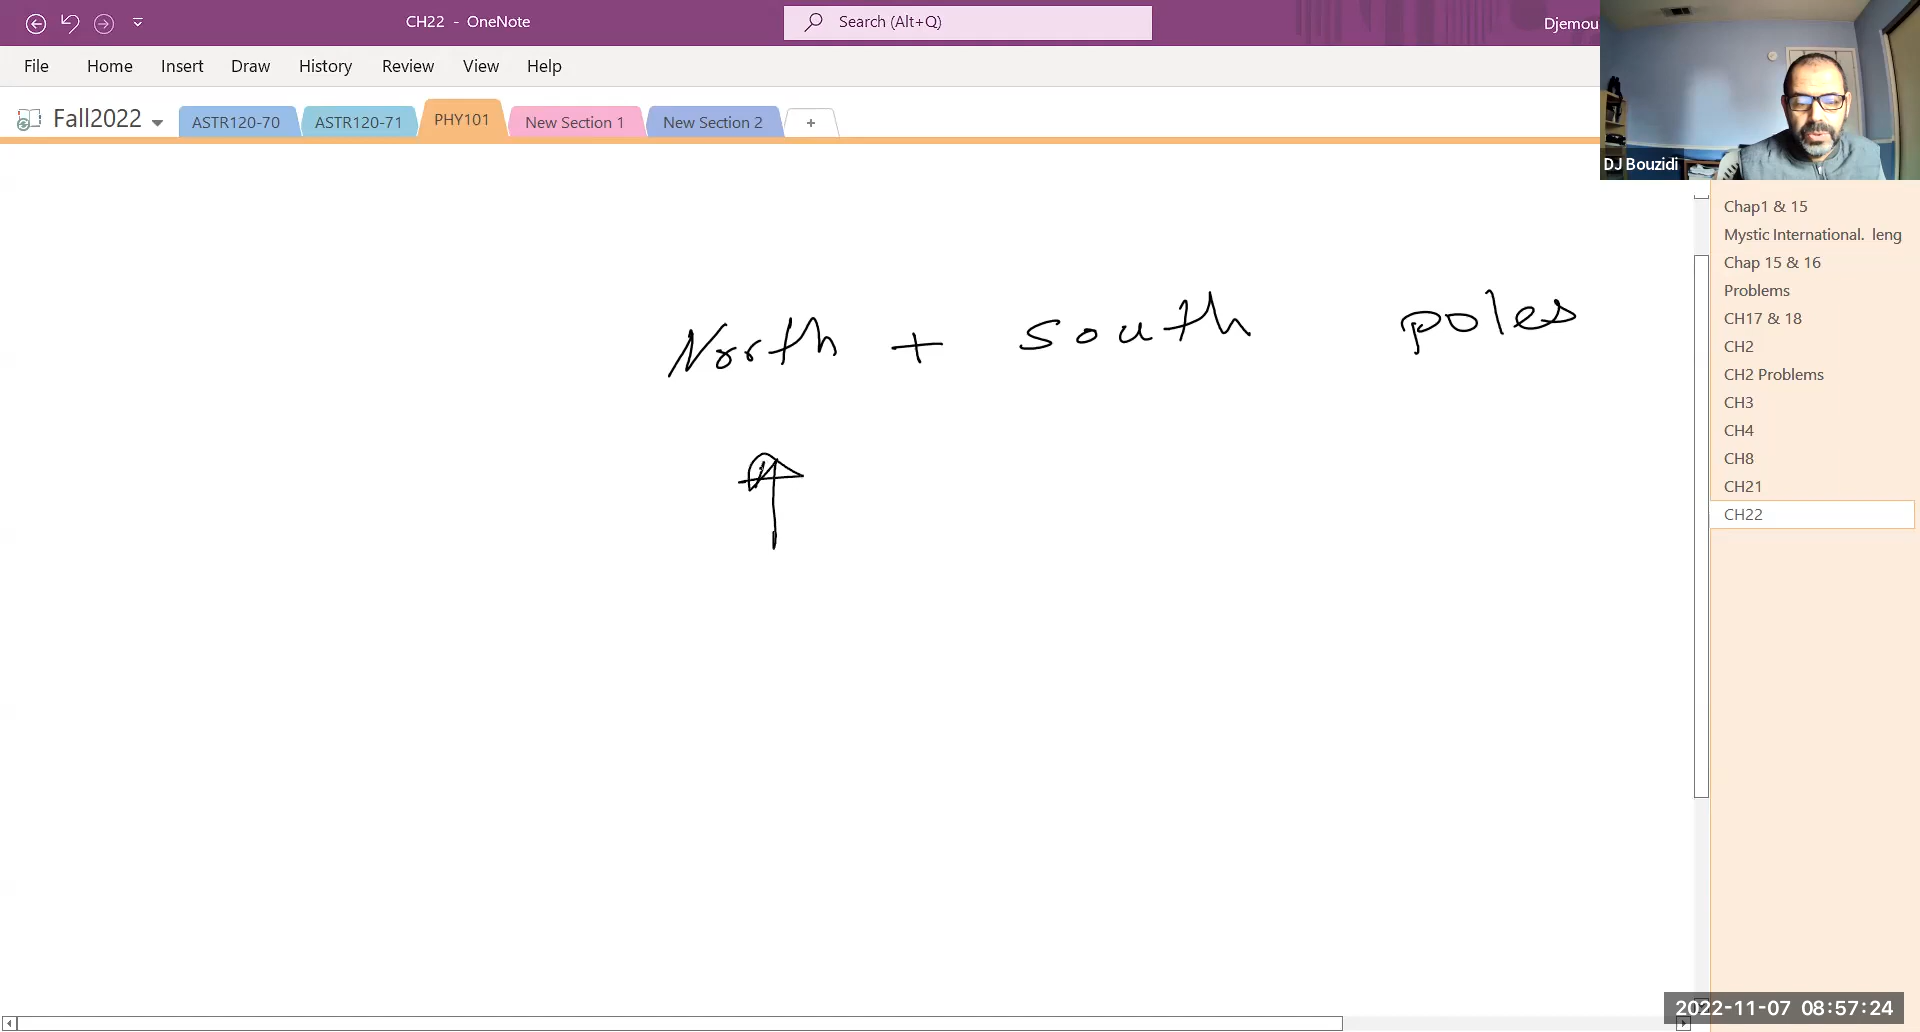 CH22 - OneNote
Search (Alt+Q)
Djemou
File Home Insert Draw History Review View Help
Fall2022 ASTR120-70 ASTR120-71 PHY101 New Section 1 New Section 2 +
DJ Bouzidi
North + south poles
Chap1 & 15
Mystic International. leng
Chap 15 & 16
Problems
CH17 & 18
CH2
CH2 Problems
CH3
CH4
CH8
CH21
CH22
2022-11-07 08:57:24